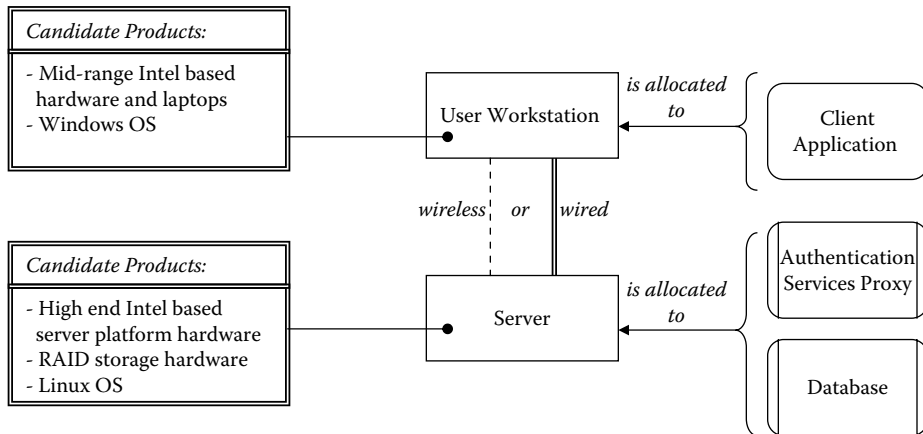 Candidate Products:
- Mid-range Intel based
hardware and laptops
- Windows OS
User Workstation
is allocated
to
Client
Application
wireless or wired
Candidate Products:
- High end Intel based
server platform hardware
- RAID storage hardware
- Linux OS
Server
is allocated
to
Authentication
Services Proxy
Database